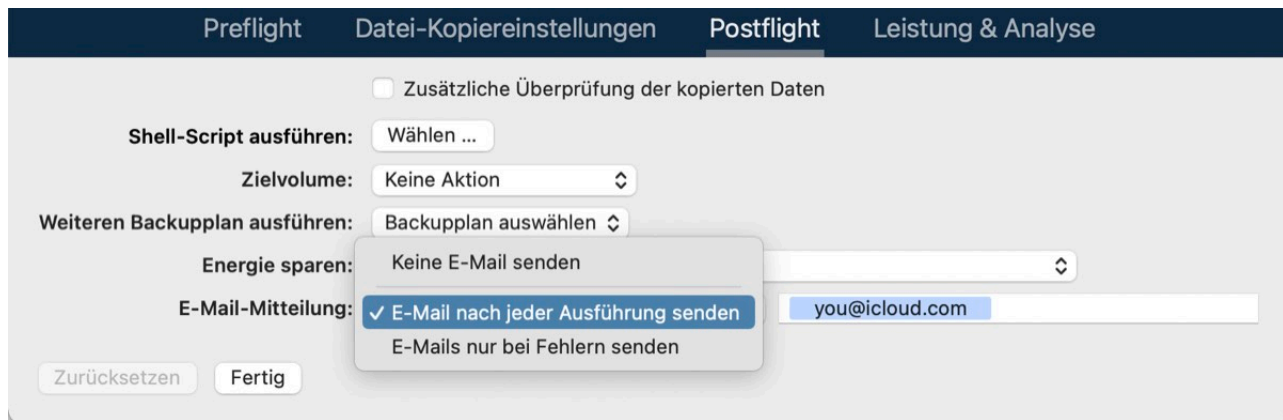 Preflight Datei-Kopiereinstellungen Postflight Leistung & Analyse
Zusätzliche Überprüfung der kopierten Daten
Shell-Script ausführen: Wählen ...
Zielvolume: Keine Aktion
Weiteren Backupplan ausführen: Backupplan auswählen
Energie sparen: Keine E-Mail senden
E-Mail-Mitteilung: E-Mail nach jeder Ausführung senden you@icloud.com
E-Mails nur bei Fehlern senden
Zurücksetzen Fertig